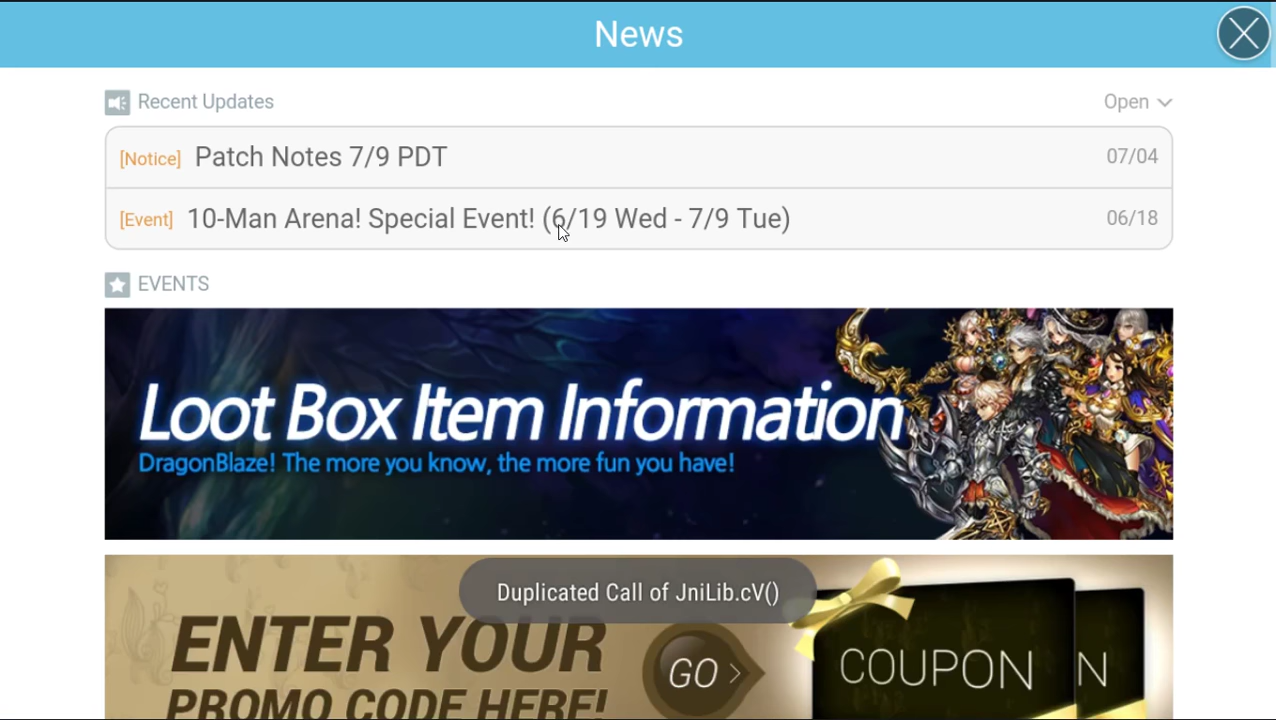 News
Recent Updates
Open
[Notice] Patch Notes 7/9 PDT 07/04
[Event] 10-Man Arena! Special Event! (6/19 Wed - 7/9 Tue) 06/18
EVENTS
Loot Box Item Information
DragonBlaze! The more you know, the more fun you have!
Duplicated Call of JniLib.cV()
ENTER YOUR
PROMO CODE HERE!
GO
COUPON
N